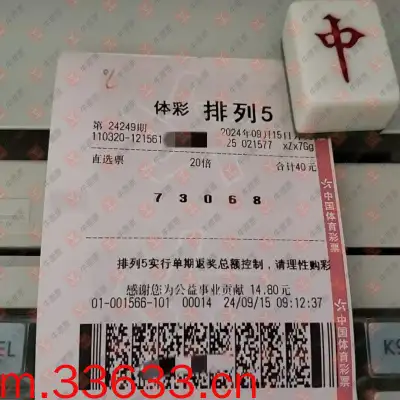 中
体彩 排列5
第 24249期 2024年09月15日
110320-121561 25 021577 xZx7Gg
直选票 20倍 合计40元
7 3 0 6 8
排列5实行单期返奖总额控制，请理性购彩
感谢您为公益事业贡献 14.80元
01-001566-101 00014 24/09/15 09:12:37
中国体育彩票
中国体育彩票
EL
K9
m.33633.cn